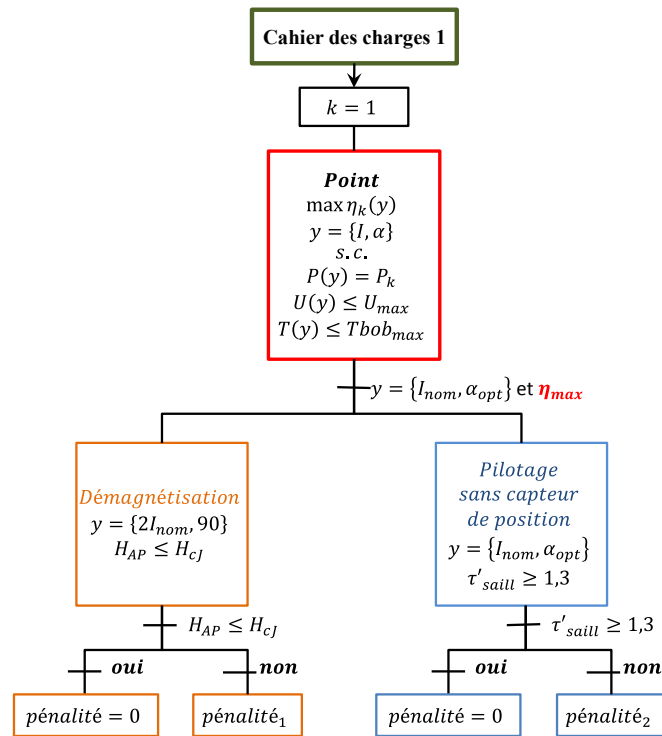 Cahier des charges 1
k = 1
Point
max η_k(y)
y = {I, α}
s. c.
P(y) = P_k
U(y) ≤ U_max
T(y) ≤ Tbob_max
y = {I_nom, α_opt} et η_max
Démagnétisation
y = {2I_nom, 90}
H_AP ≤ H_cJ
Pilotage
sans capteur
de position
y = {I_nom, α_opt}
τ'_saill ≥ 1,3
H_AP ≤ H_cJ
τ'_saill ≥ 1,3
oui
non
oui
non
pénalité = 0
pénalité_1
pénalité = 0
pénalité_2